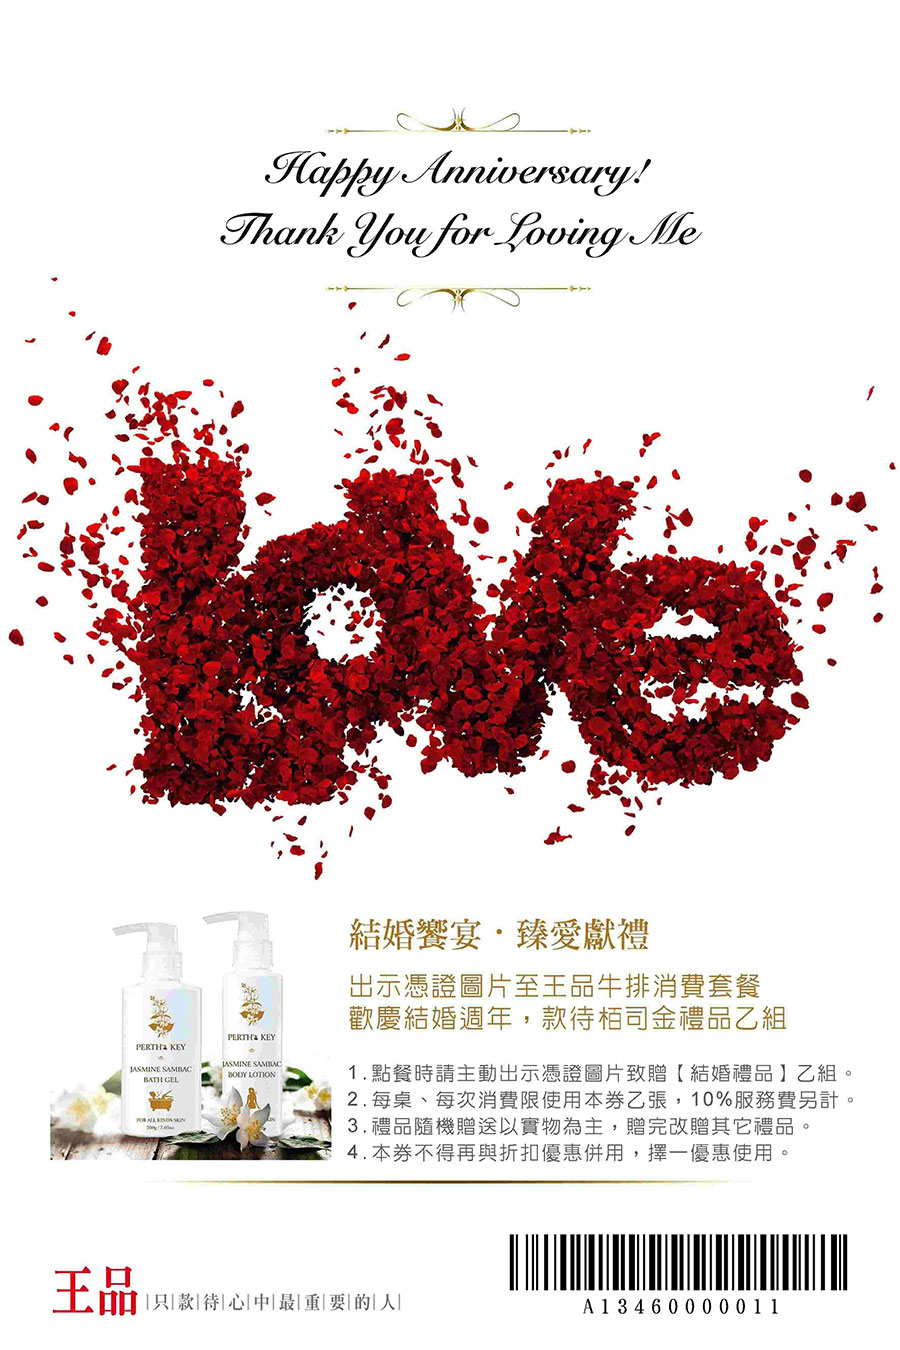 Happy Anniversary!
Thank You for Loving Me
love
結婚饗宴・臻愛獻禮
出示憑證圖片至王品牛排消費套餐
歡慶結婚週年，款待栢司金禮品乙組
1.點餐時請主動出示憑證圖片致贈【結婚禮品】乙組。
2.每桌、每次消費限使用本券乙張，10%服務費另計。
3.禮品隨機贈送以實物為主，贈完改贈其它禮品。
4.本券不得再與折扣優惠併用，擇一優惠使用。
PERTH'S KEY
JASMINE SAMBAC
BATH GEL
FOR ALL KINDS SKIN
200g / 7.05oz
PERTH'S KEY
JASMINE SAMBAC
BODY LOTION
王品 |只|款|待|心|中|最|重|要|的|人|
A13460000011